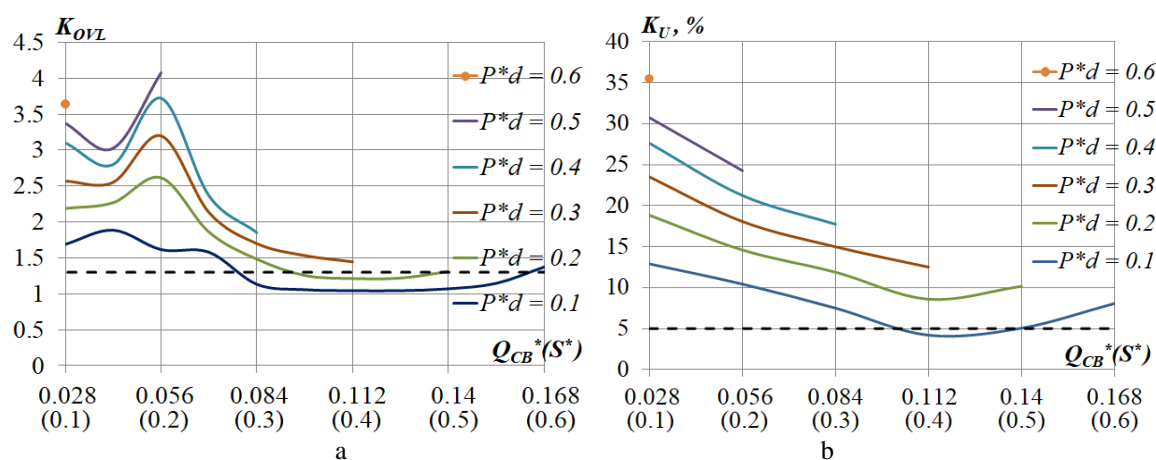 K_OVL
4.5
4
3.5
3
2.5
2
1.5
1
0.5
0
P*d = 0.6
P*d = 0.5
P*d = 0.4
P*d = 0.3
P*d = 0.2
P*d = 0.1
Q_CB*(S*)
0.028 0.056 0.084 0.112 0.14 0.168
(0.1) (0.2) (0.3) (0.4) (0.5) (0.6)
a
K_U, %
40
35
30
25
20
15
10
5
0
P*d = 0.6
P*d = 0.5
P*d = 0.4
P*d = 0.3
P*d = 0.2
P*d = 0.1
Q_CB*(S*)
0.028 0.056 0.084 0.112 0.14 0.168
(0.1) (0.2) (0.3) (0.4) (0.5) (0.6)
b